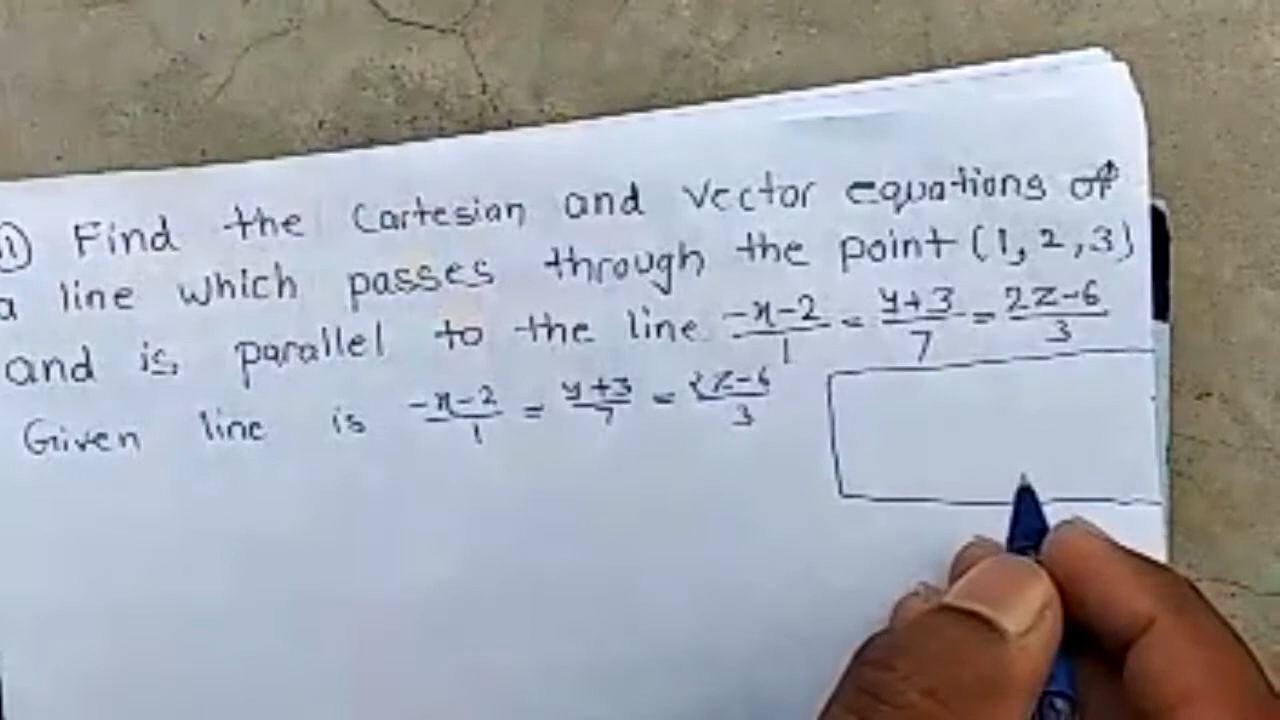 1) Find the Cartesian and vector equations of
a line which passes through the point (1, 2, 3)
and is parallel to the line (-x-2)/1 = (y+3)/7 = (2z-6)/3
Given line is (-x-2)/1 = (y+3)/7 = (2z-6)/3